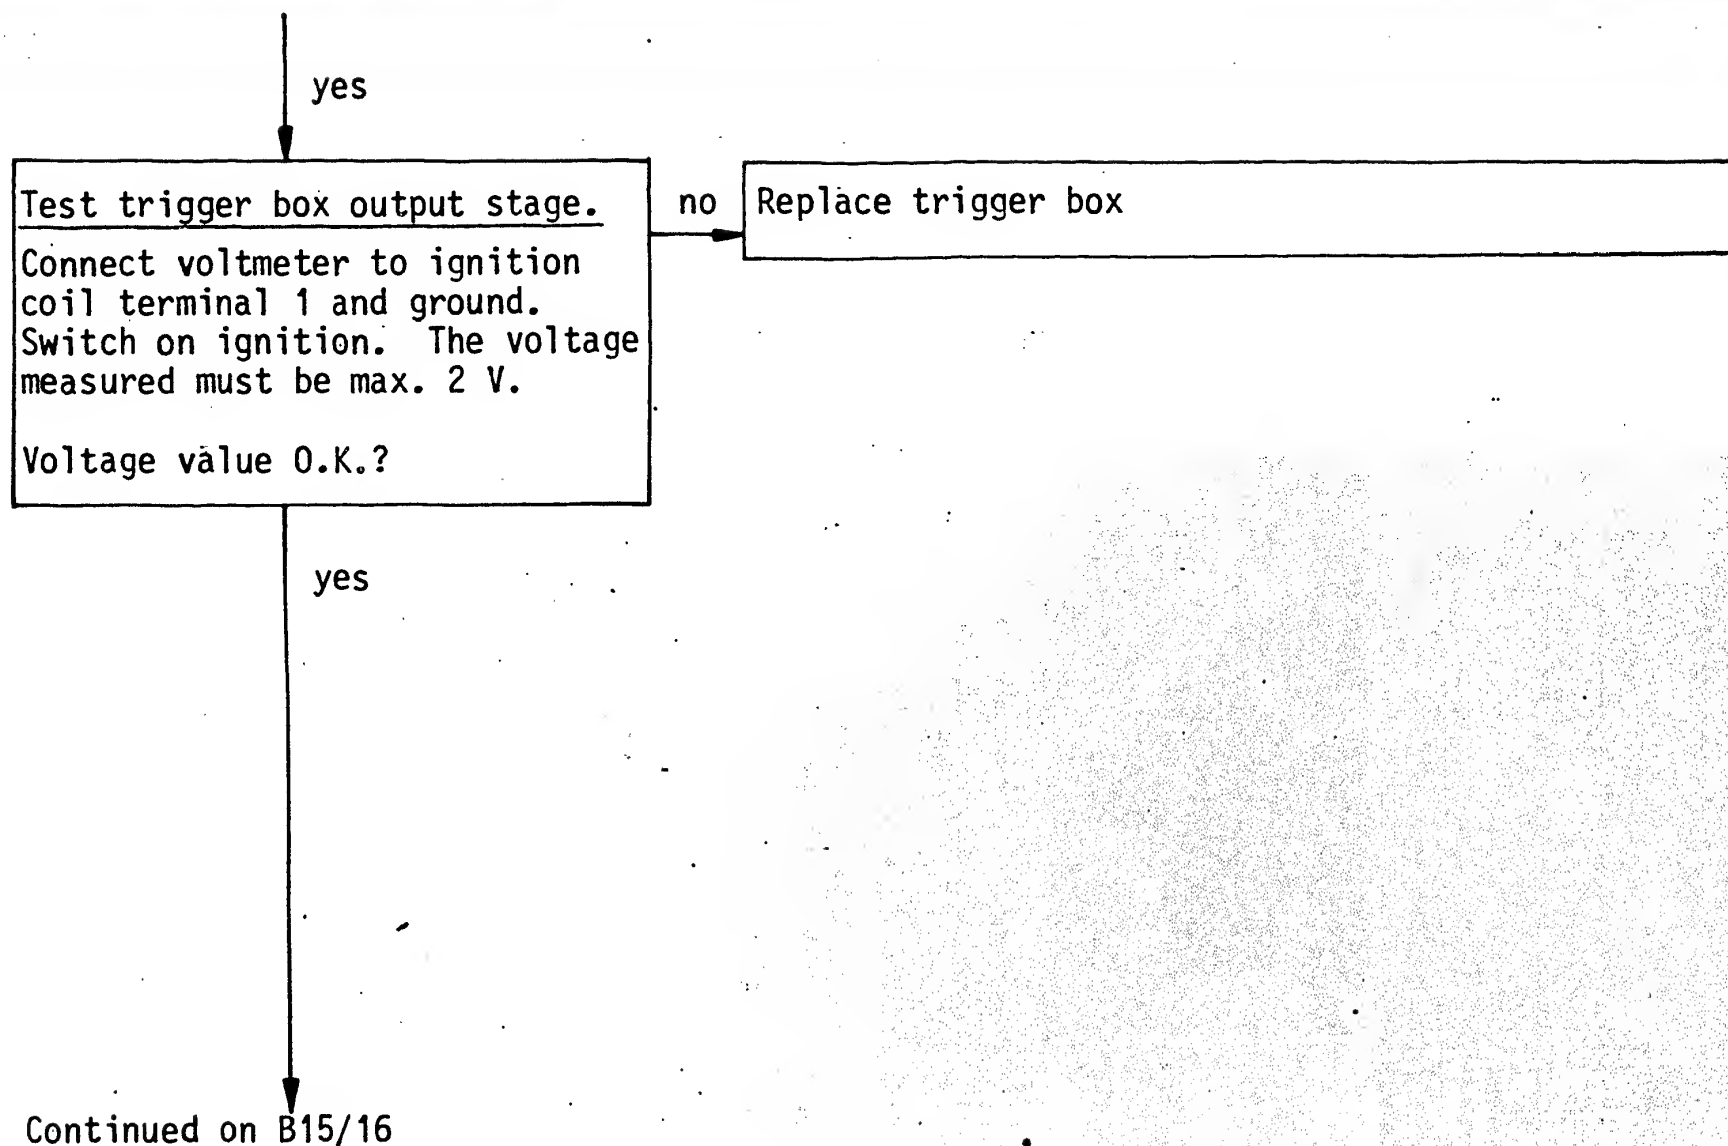 yes
Test trigger box output stage.
Connect voltmeter to ignition
coil terminal 1 and ground.
Switch on ignition. The voltage
measured must be max. 2 V.
Voltage value O.K.?
no
Replace trigger box
yes
Continued on B15/16